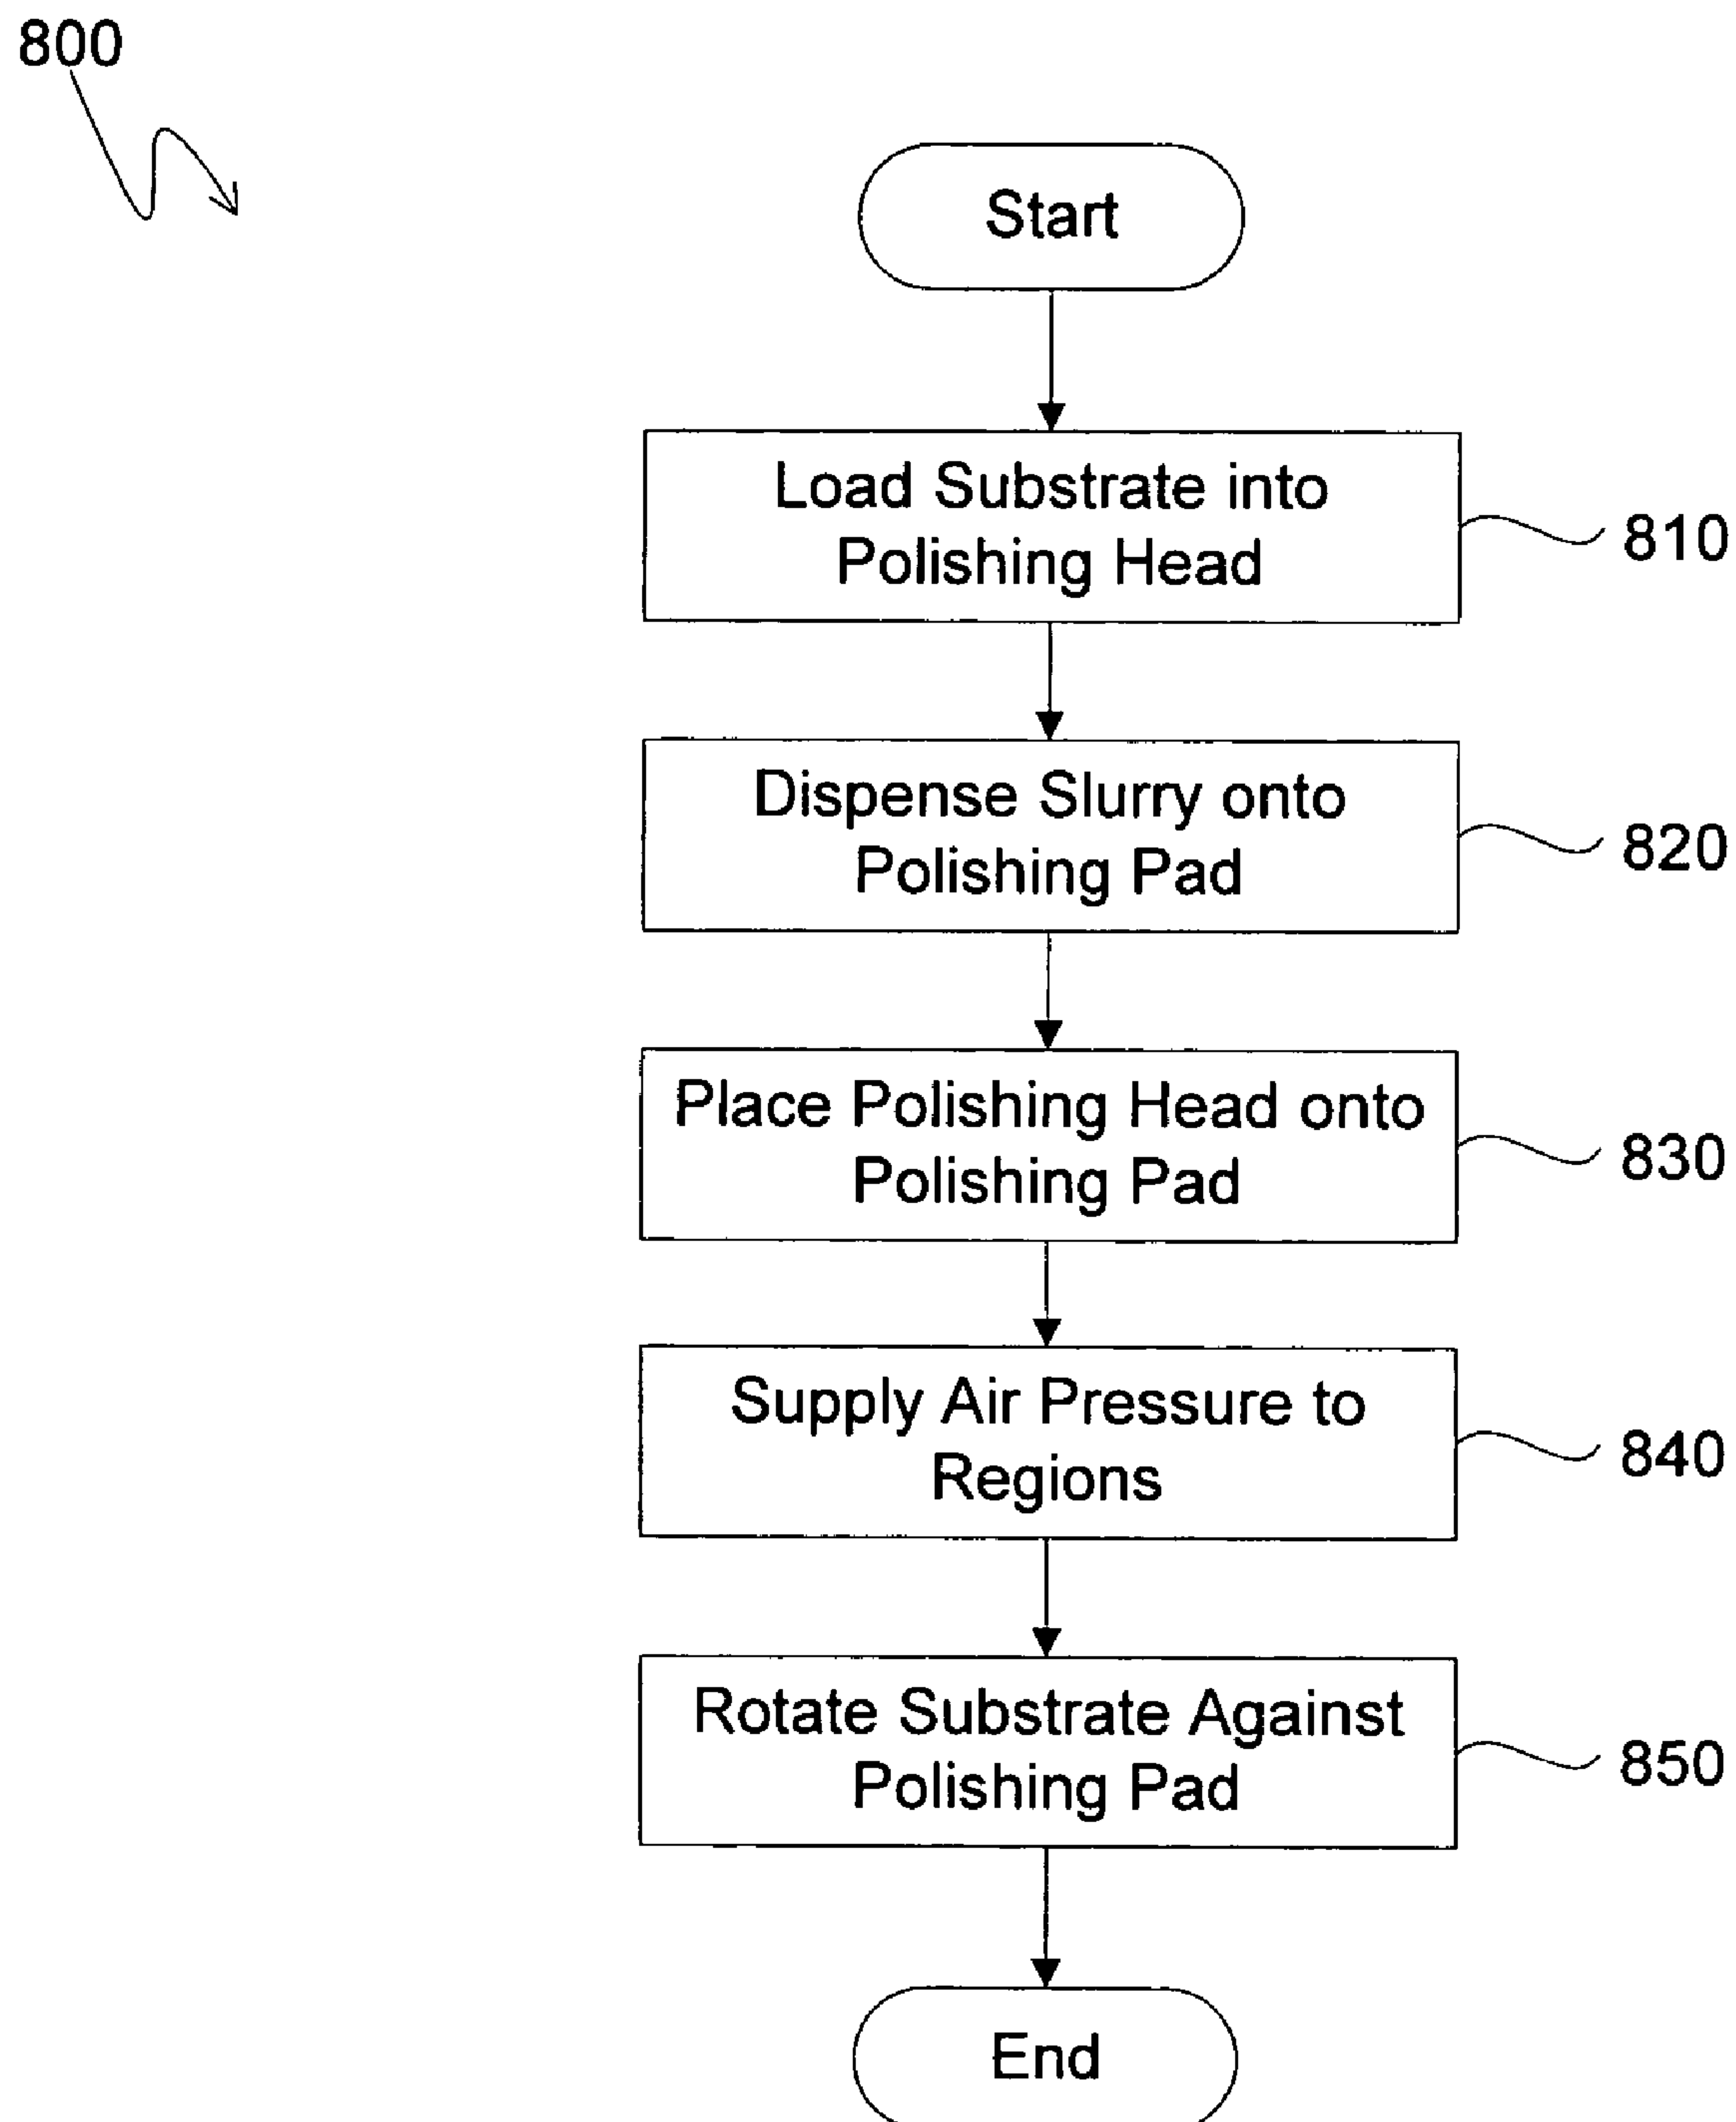 800
Start
Load Substrate into
Polishing Head
810
Dispense Slurry onto
Polishing Pad
820
Place Polishing Head onto
Polishing Pad
830
Supply Air Pressure to
Regions
840
Rotate Substrate Against
Polishing Pad
850
End